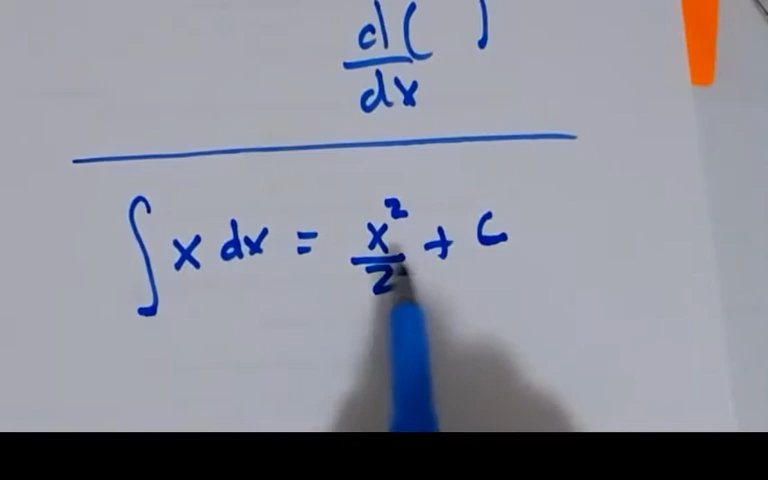 d( )
dx
∫ x dx = x²/2 + c